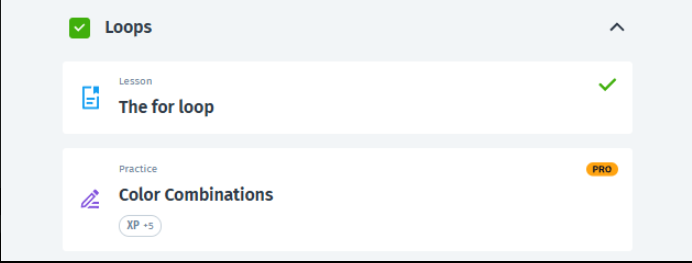 Loops
Lesson
The for loop
Practice
PRO
Color Combinations
XP +5